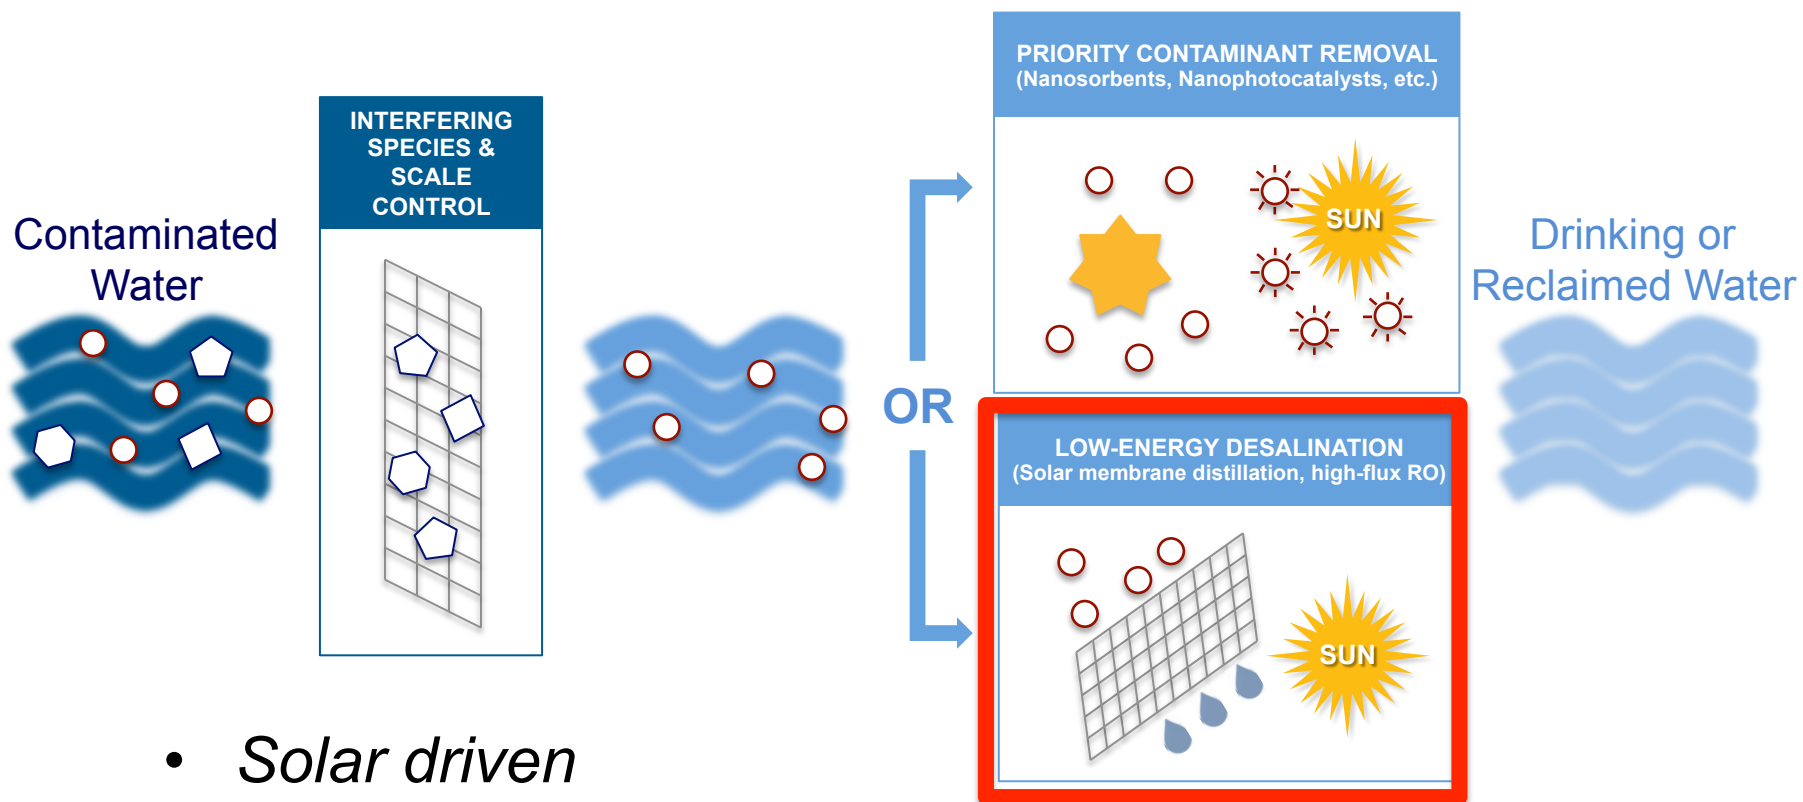 Contaminated
Water
INTERFERING
SPECIES &
SCALE
CONTROL
OR
PRIORITY CONTAMINANT REMOVAL
(Nanosorbents, Nanophotocatalysts, etc.)
SUN
LOW-ENERGY DESALINATION
(Solar membrane distillation, high-flux RO)
SUN
Drinking or
Reclaimed Water
• Solar driven